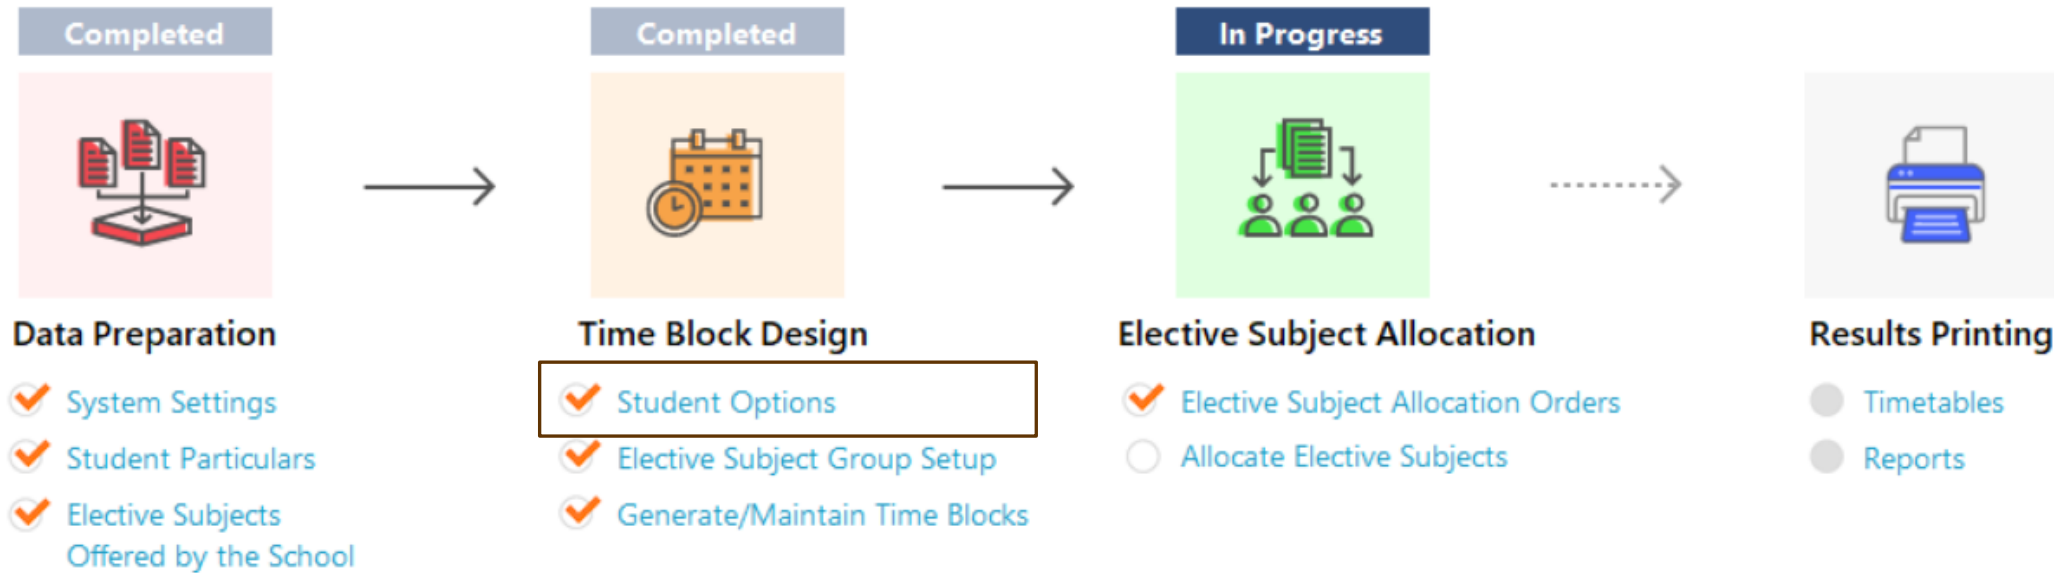 Completed
Completed
In Progress
Data Preparation
Time Block Design
Elective Subject Allocation
Results Printing
System Settings
Student Particulars
Elective Subjects
Offered by the School
Student Options
Elective Subject Group Setup
Generate/Maintain Time Blocks
Elective Subject Allocation Orders
Allocate Elective Subjects
Timetables
Reports